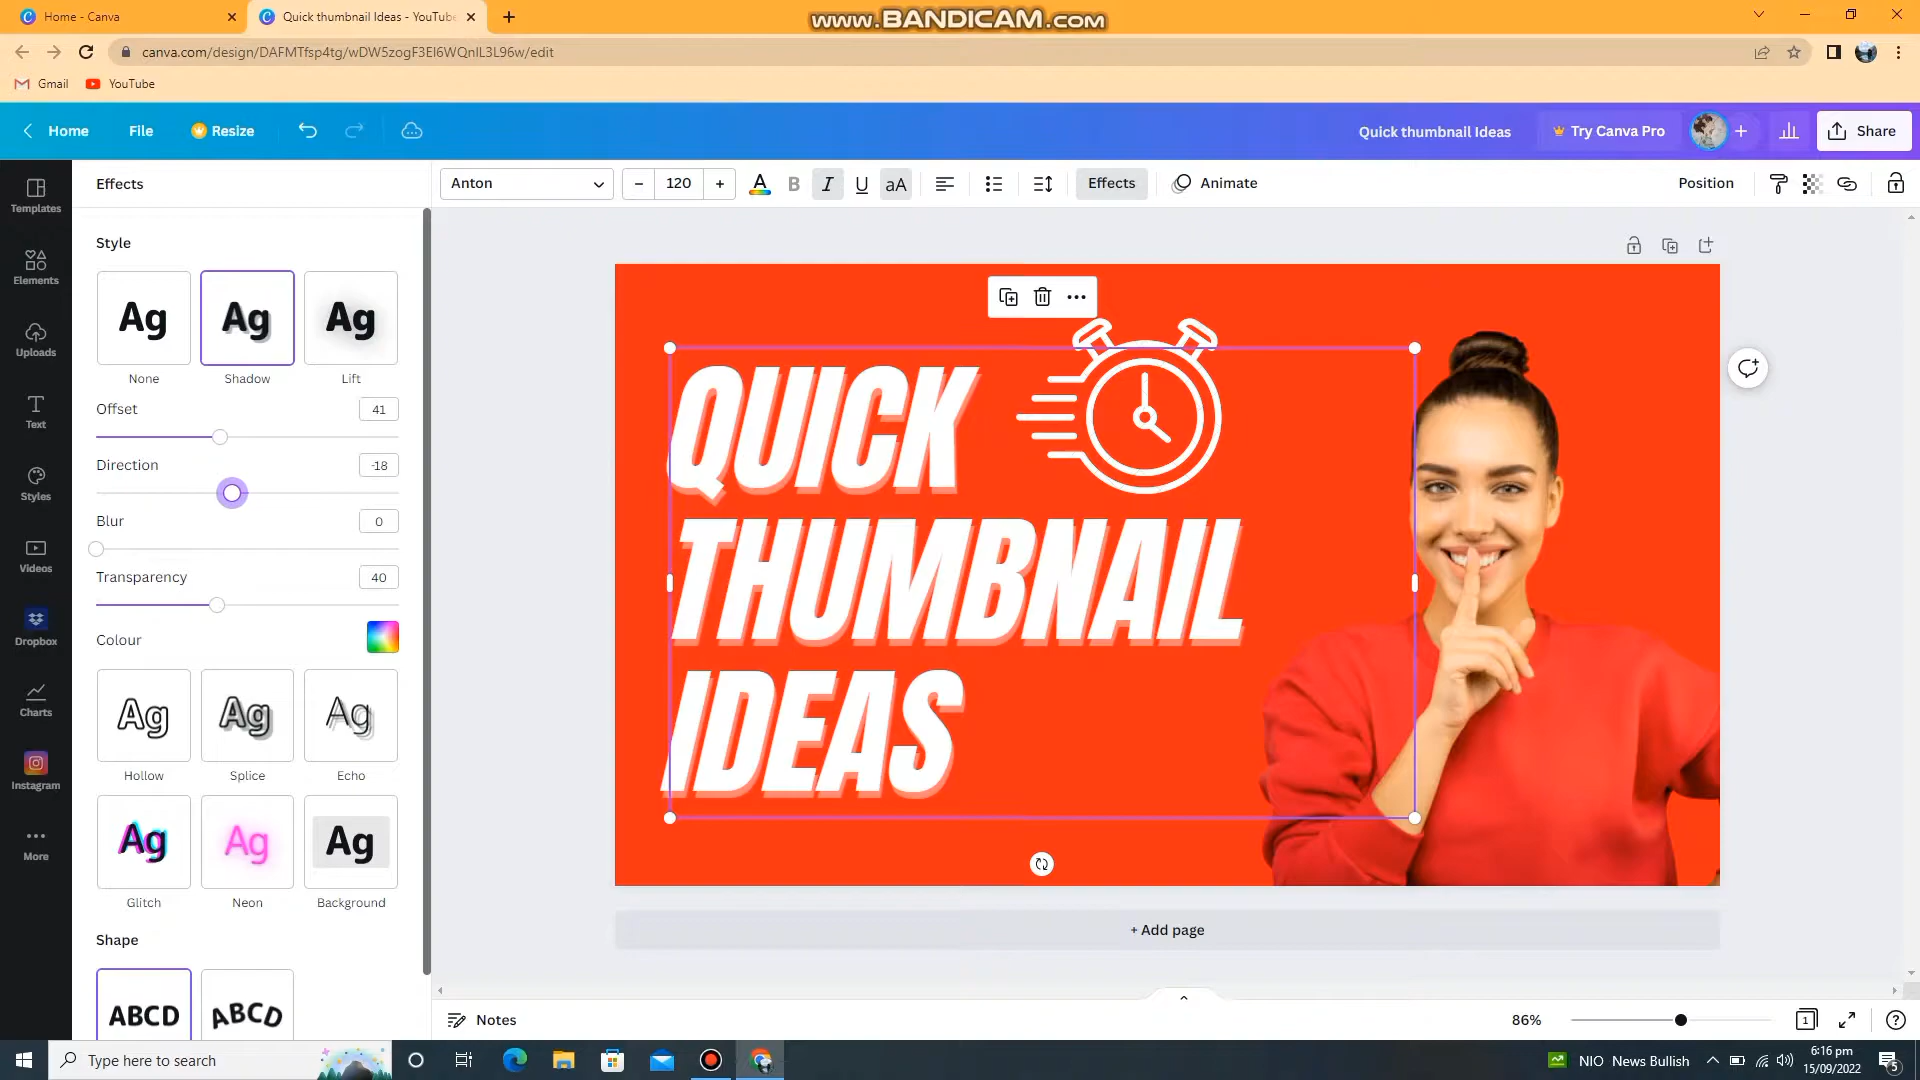 Home - Canva
Quick thumbnail Ideas - YouTube
www.BANDICAM.com
canva.com/design/DAFMTfsp4tg/wDW5zogF3El6WQnIL3L96w/edit
Gmail
YouTube
Home
File
Resize
Quick thumbnail Ideas
Try Canva Pro
Share
Templates
Elements
Uploads
Text
Styles
Videos
Dropbox
Charts
Instagram
More
Effects
Anton
120
A
B
I
U
aA
Effects
Animate
Position
Style
Ag
Ag
Ag
None
Shadow
Lift
Offset
41
Direction
-18
Blur
0
Transparency
40
Colour
Ag
Ag
Ag
Hollow
Splice
Echo
Ag
Ag
Ag
Glitch
Neon
Background
Shape
ABCD
ABCD
QUICK
THUMBNAIL
IDEAS
+ Add page
Notes
86%
1
Type here to search
NIO News Bullish
6:16 pm
15/09/2022
5